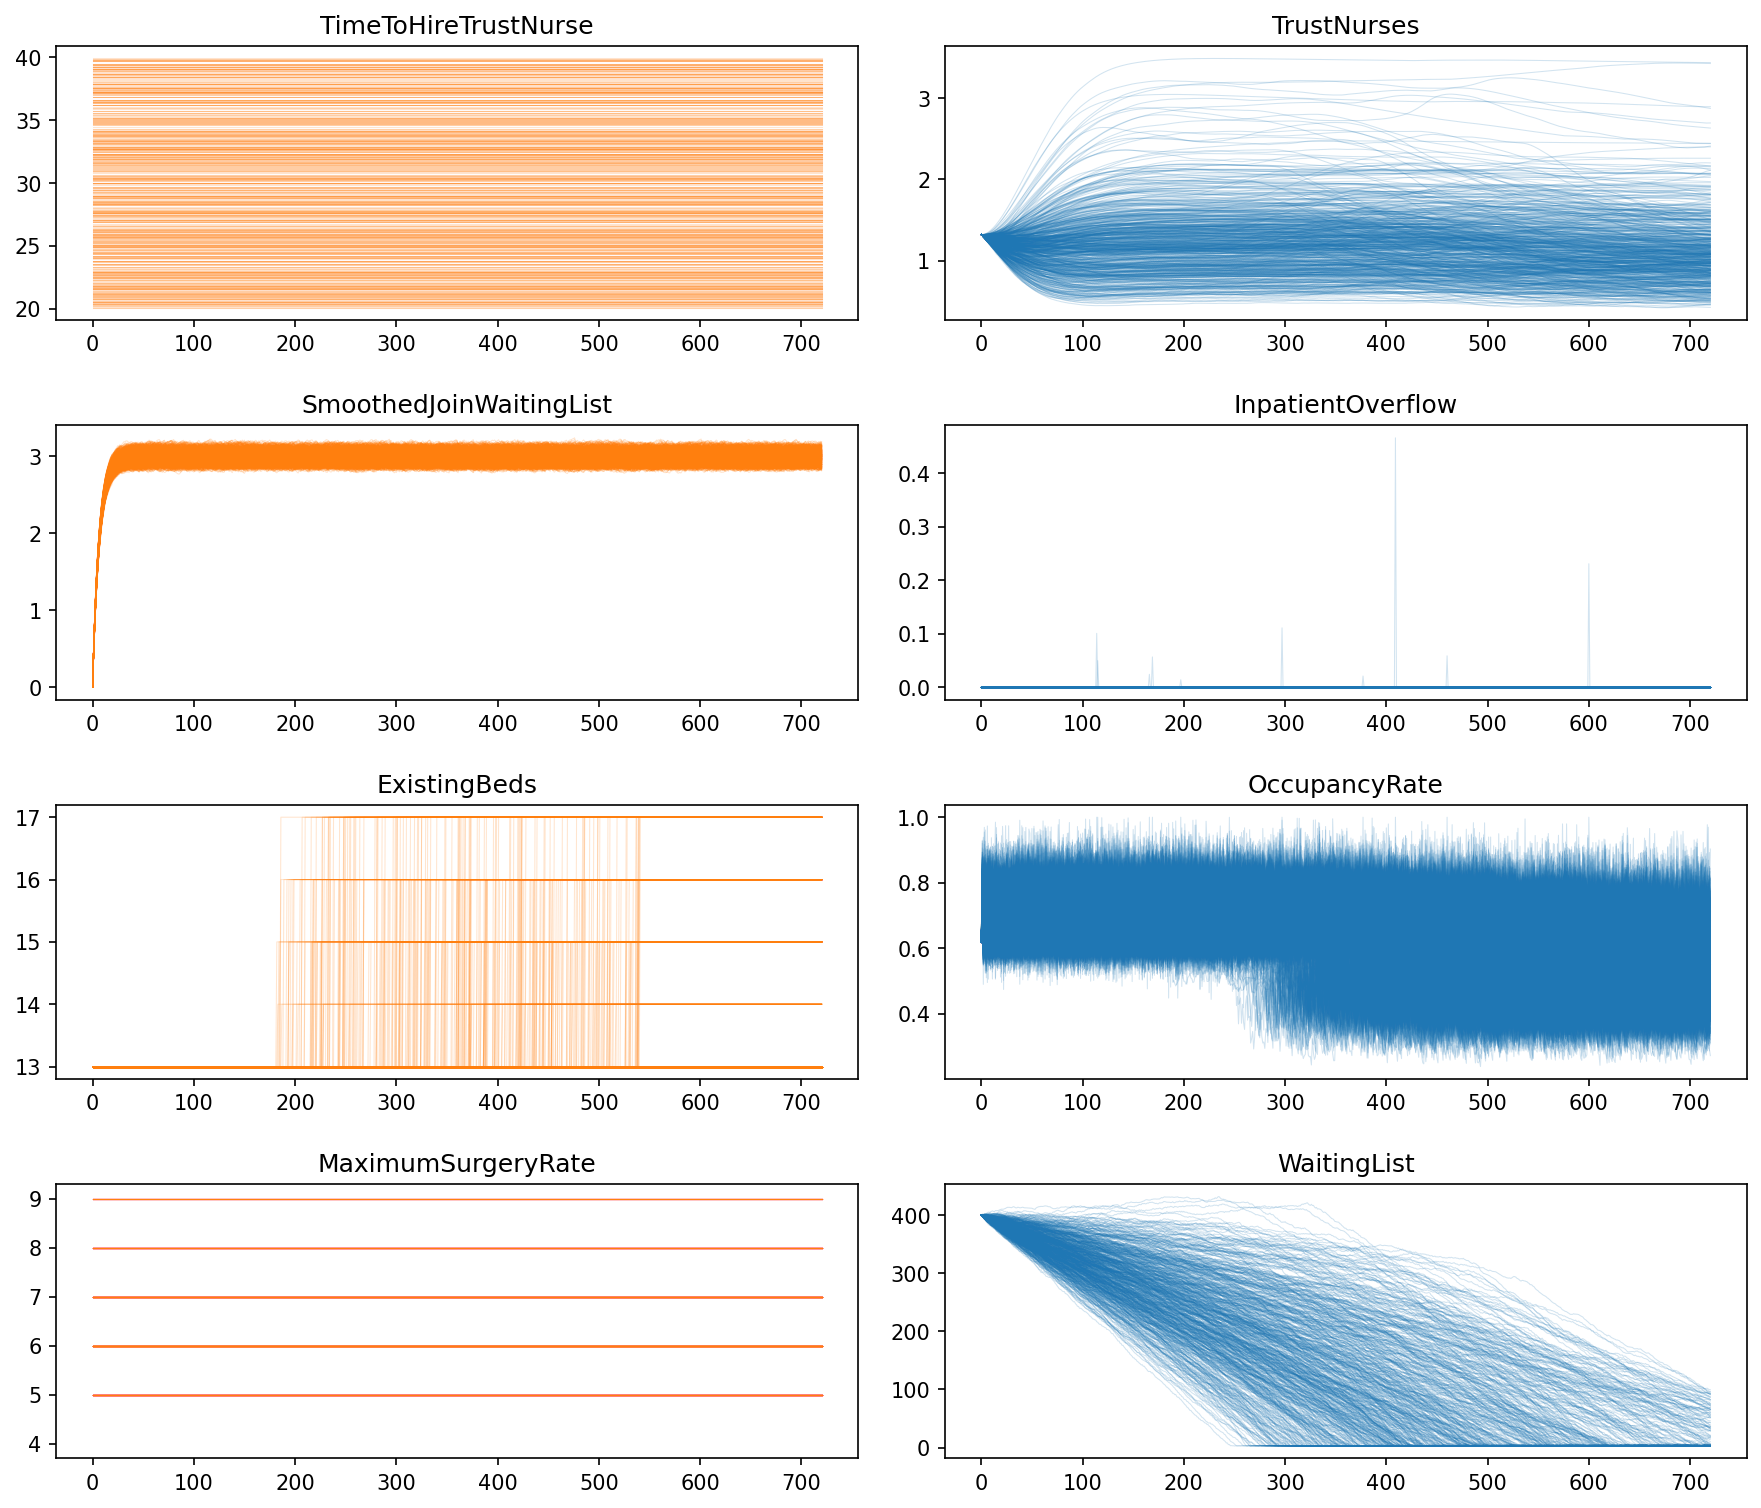 TimeToHireTrustNurse
40
35
30
25
20
0 100 200 300 400 500 600 700
TrustNurses
3
2
1
0 100 200 300 400 500 600 700
SmoothedJoinWaitingList
3
2
1
0
0 100 200 300 400 500 600 700
InpatientOverflow
0.4
0.3
0.2
0.1
0.0
0 100 200 300 400 500 600 700
ExistingBeds
17
16
15
14
13
0 100 200 300 400 500 600 700
OccupancyRate
1.0
0.8
0.6
0.4
0 100 200 300 400 500 600 700
MaximumSurgeryRate
9
8
7
6
5
4
0 100 200 300 400 500 600 700
WaitingList
400
300
200
100
0
0 100 200 300 400 500 600 700